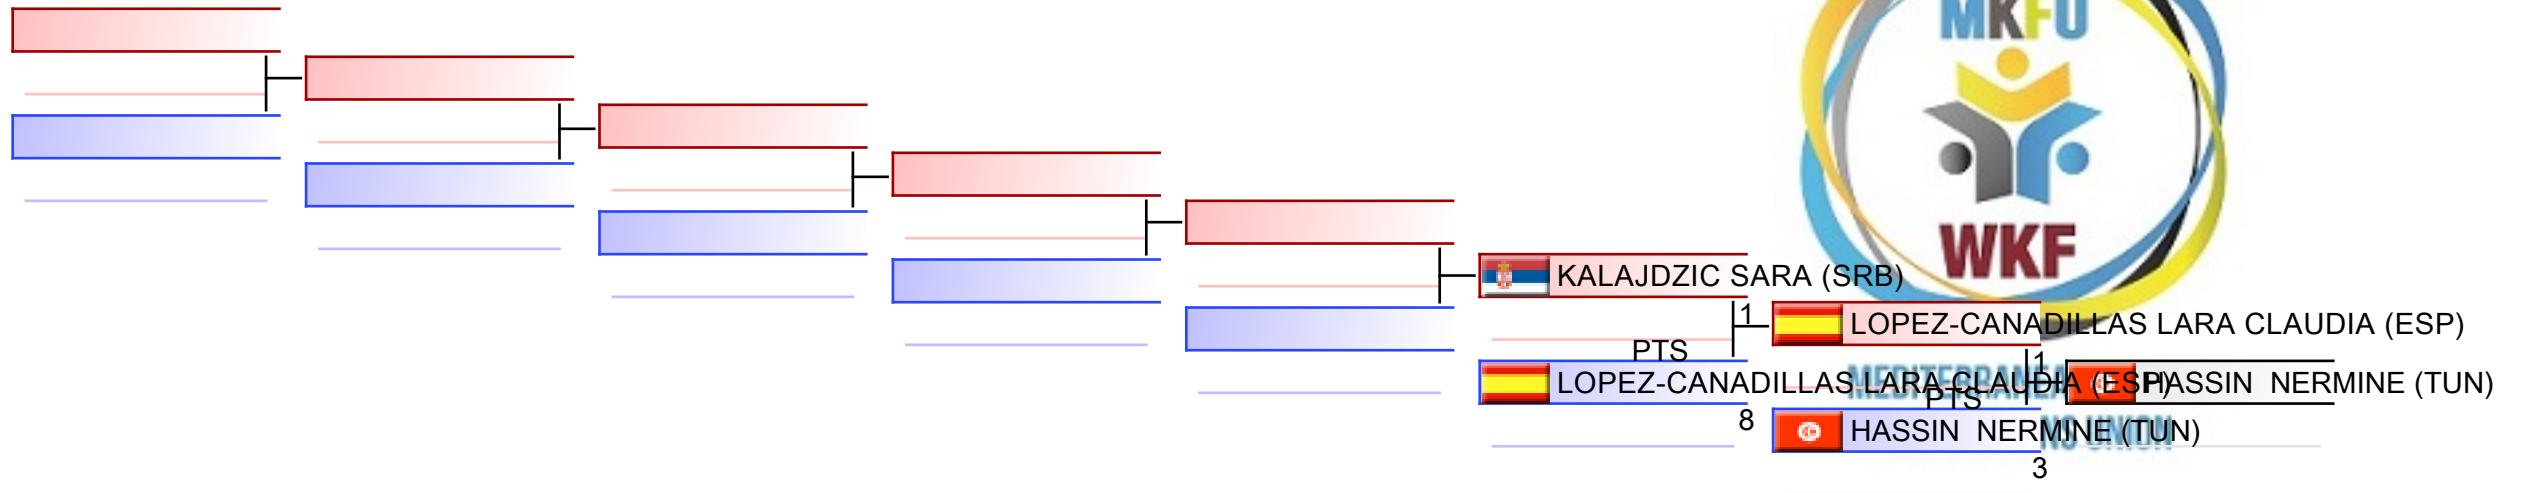 MKFU
WKF
KALAJDZIC SARA (SRB)
1
LOPEZ-CANADILLAS LARA CLAUDIA (ESP)
PTS
1
LOPEZ-CANADILLAS LARA CLAUDIA (ESP)
HASSIN NERMINE (TUN)
PTS
8
HASSIN NERMINE (TUN)
UNION
3